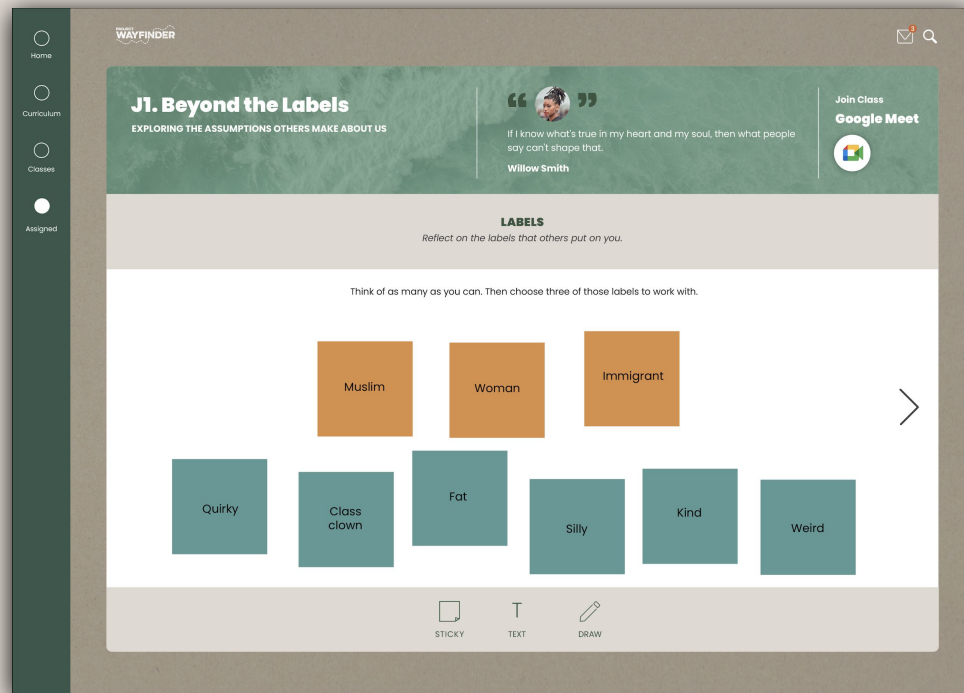 PROJECT
WAYFINDER
3
Home
Curriculum
Classes
Assigned
J1. Beyond the Labels
EXPLORING THE ASSUMPTIONS OTHERS MAKE ABOUT US
“ ”
If I know what's true in my heart and my soul, then what people
say can't shape that.
Willow Smith
Join Class
Google Meet
LABELS
Reflect on the labels that others put on you.
Think of as many as you can. Then choose three of those labels to work with.
Muslim
Woman
Immigrant
Quirky
Class
clown
Fat
Silly
Kind
Weird
STICKY
T
TEXT
DRAW